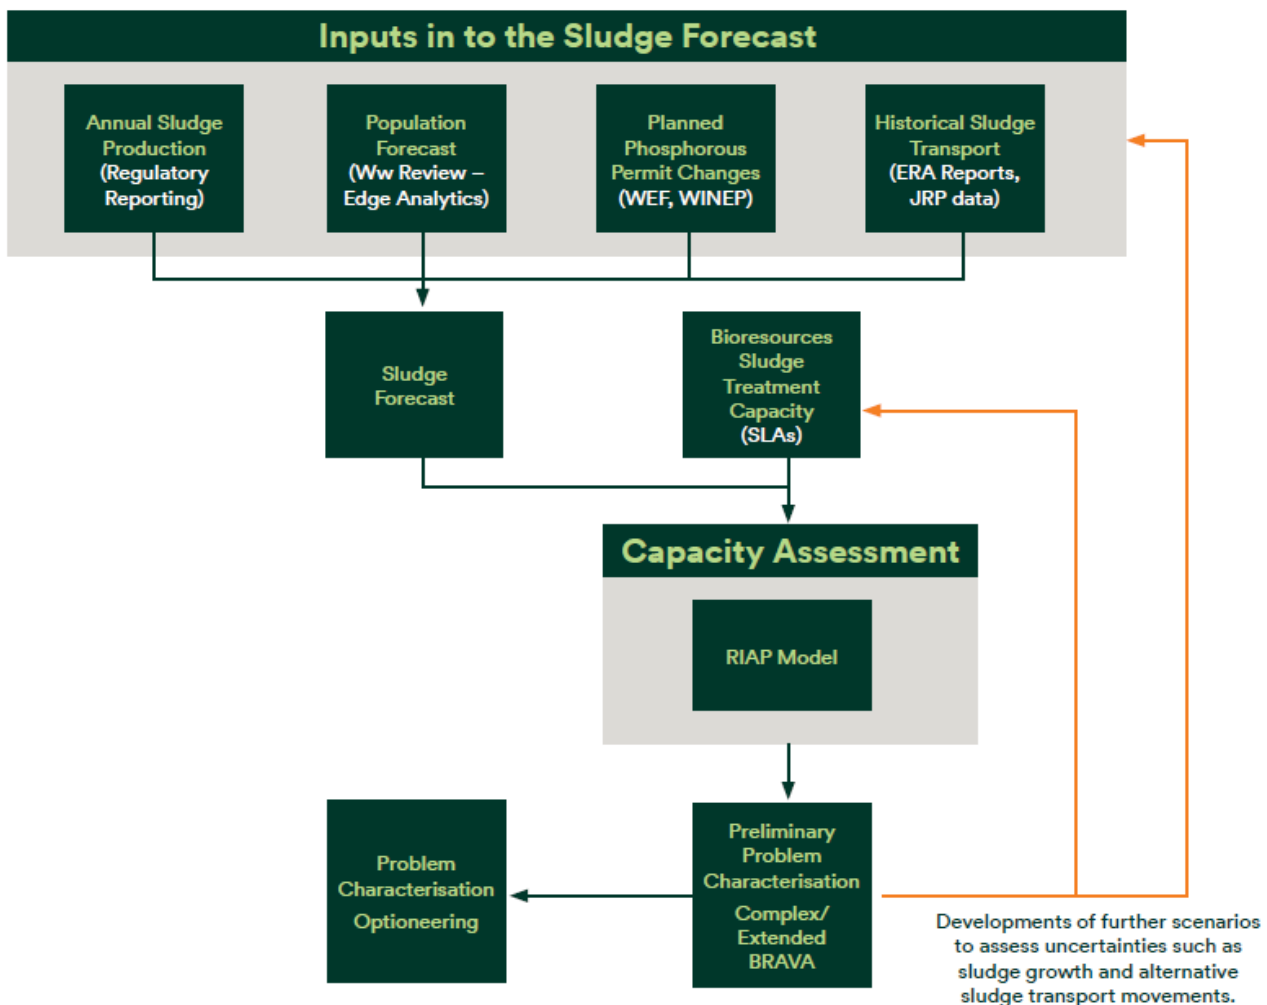 Inputs in to the Sludge Forecast
Annual Sludge
Production
(Regulatory
Reporting)
Population
Forecast
(Ww Review –
Edge Analytics)
Planned
Phosphorous
Permit Changes
(WEF, WINEP)
Historical Sludge
Transport
(ERA Reports,
JRP data)
Sludge
Forecast
Bioresources
Sludge
Treatment
Capacity
(SLAs)
Capacity Assessment
RIAP Model
Problem
Characterisation
Optioneering
Preliminary
Problem
Characterisation
Complex/
Extended
BRAVA
Developments of further scenarios
to assess uncertainties such as
sludge growth and alternative
sludge transport movements.